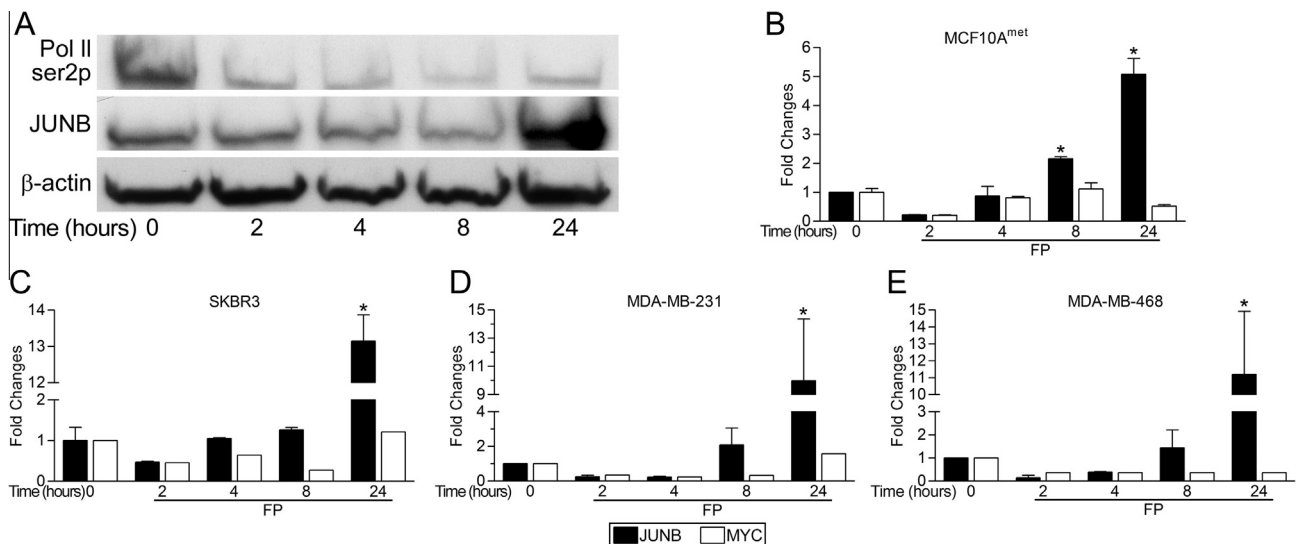 A
Pol II
ser2p
JUNB
β-actin
Time (hours) 0 2 4 8 24
B
MCF10Amet
Fold Changes
6
5
4
3
2
1
0
*
*
Time (hours) 0 2 4 8 24
FP
C
SKBR3
Fold Changes
14
13
12
2
1
0
*
Time (hours) 0 2 4 8 24
FP
D
MDA-MB-231
Fold Changes
15
13
11
9
4
2
0
*
Time (hours) 0 2 4 8 24
FP
E
MDA-MB-468
Fold Changes
15
14
13
12
11
10
3
2
1
0
*
Time (hours) 0 2 4 8 24
FP
JUNB MYC